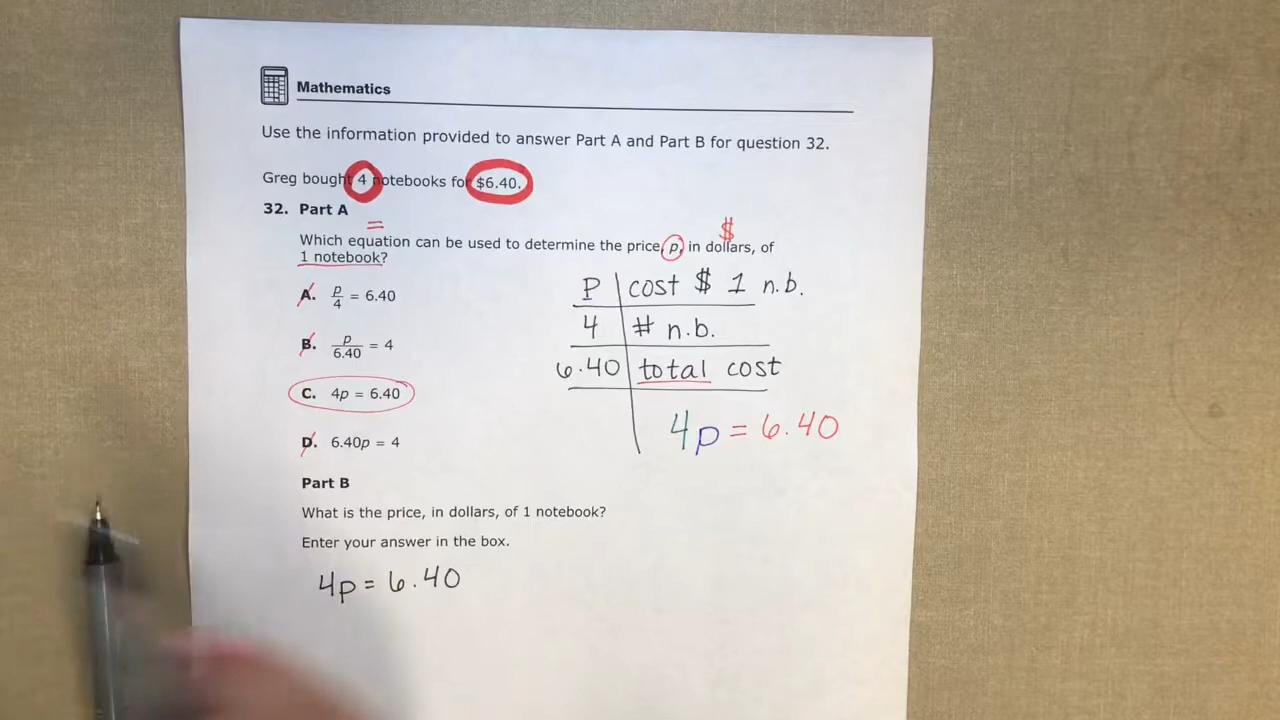 Mathematics
Use the information provided to answer Part A and Part B for question 32.
Greg bought 4 notebooks for $6.40.
32. Part A
=
$
Which equation can be used to determine the price, p, in dollars, of
1 notebook?
A. p/4 = 6.40
B. p/6.40 = 4
C. 4p = 6.40
D. 6.40p = 4
P cost $ 1 n.b.
4 # n.b.
6.40 total cost
4p = 6.40
Part B
What is the price, in dollars, of 1 notebook?
Enter your answer in the box.
4p = 6.40